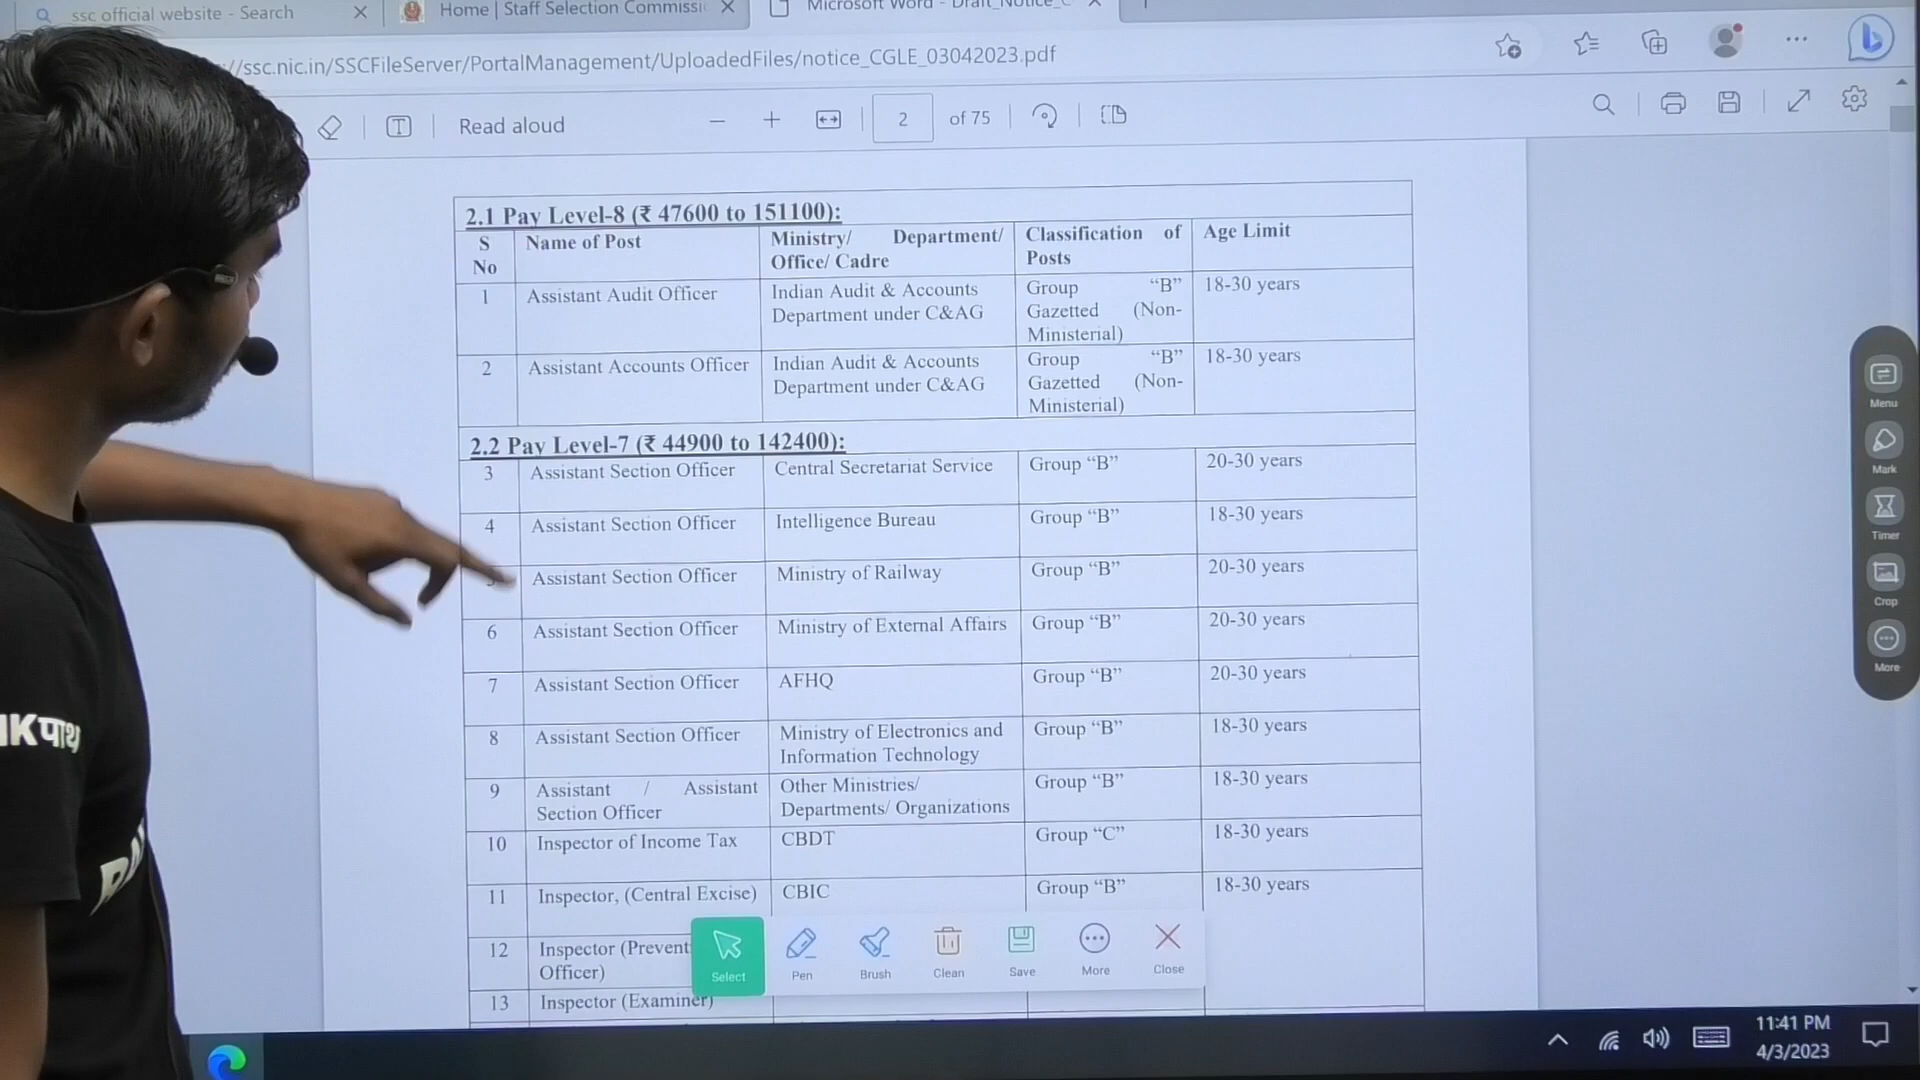 ssc official website - Search
Home | Staff Selection Commissi
Microsoft Word - Draft_Notice_C
//ssc.nic.in/SSCFileServer/PortalManagement/UploadedFiles/notice_CGLE_03042023.pdf
Read aloud
2 of 75
2.1 Pay Level-8 (₹ 47600 to 151100):
S No Name of Post Ministry/ Department/ Office/ Cadre Classification of Posts Age Limit
1 Assistant Audit Officer Indian Audit & Accounts Department under C&AG Group “B” Gazetted (Non-Ministerial) 18-30 years
2 Assistant Accounts Officer Indian Audit & Accounts Department under C&AG Group “B” Gazetted (Non-Ministerial) 18-30 years
2.2 Pay Level-7 (₹ 44900 to 142400):
3 Assistant Section Officer Central Secretariat Service Group “B” 20-30 years
4 Assistant Section Officer Intelligence Bureau Group “B” 18-30 years
Assistant Section Officer Ministry of Railway Group “B” 20-30 years
6 Assistant Section Officer Ministry of External Affairs Group “B” 20-30 years
7 Assistant Section Officer AFHQ Group “B” 20-30 years
8 Assistant Section Officer Ministry of Electronics and Information Technology Group “B” 18-30 years
9 Assistant / Assistant Section Officer Other Ministries/ Departments/ Organizations Group “B” 18-30 years
10 Inspector of Income Tax CBDT Group “C” 18-30 years
11 Inspector, (Central Excise) CBIC Group “B” 18-30 years
12 Inspector (Prevent Officer)
13 Inspector (Examiner)
Select
Pen
Brush
Clean
Save
More
Close
Menu
Mark
Timer
Crop
More
Kपाथ
11:41 PM
4/3/2023